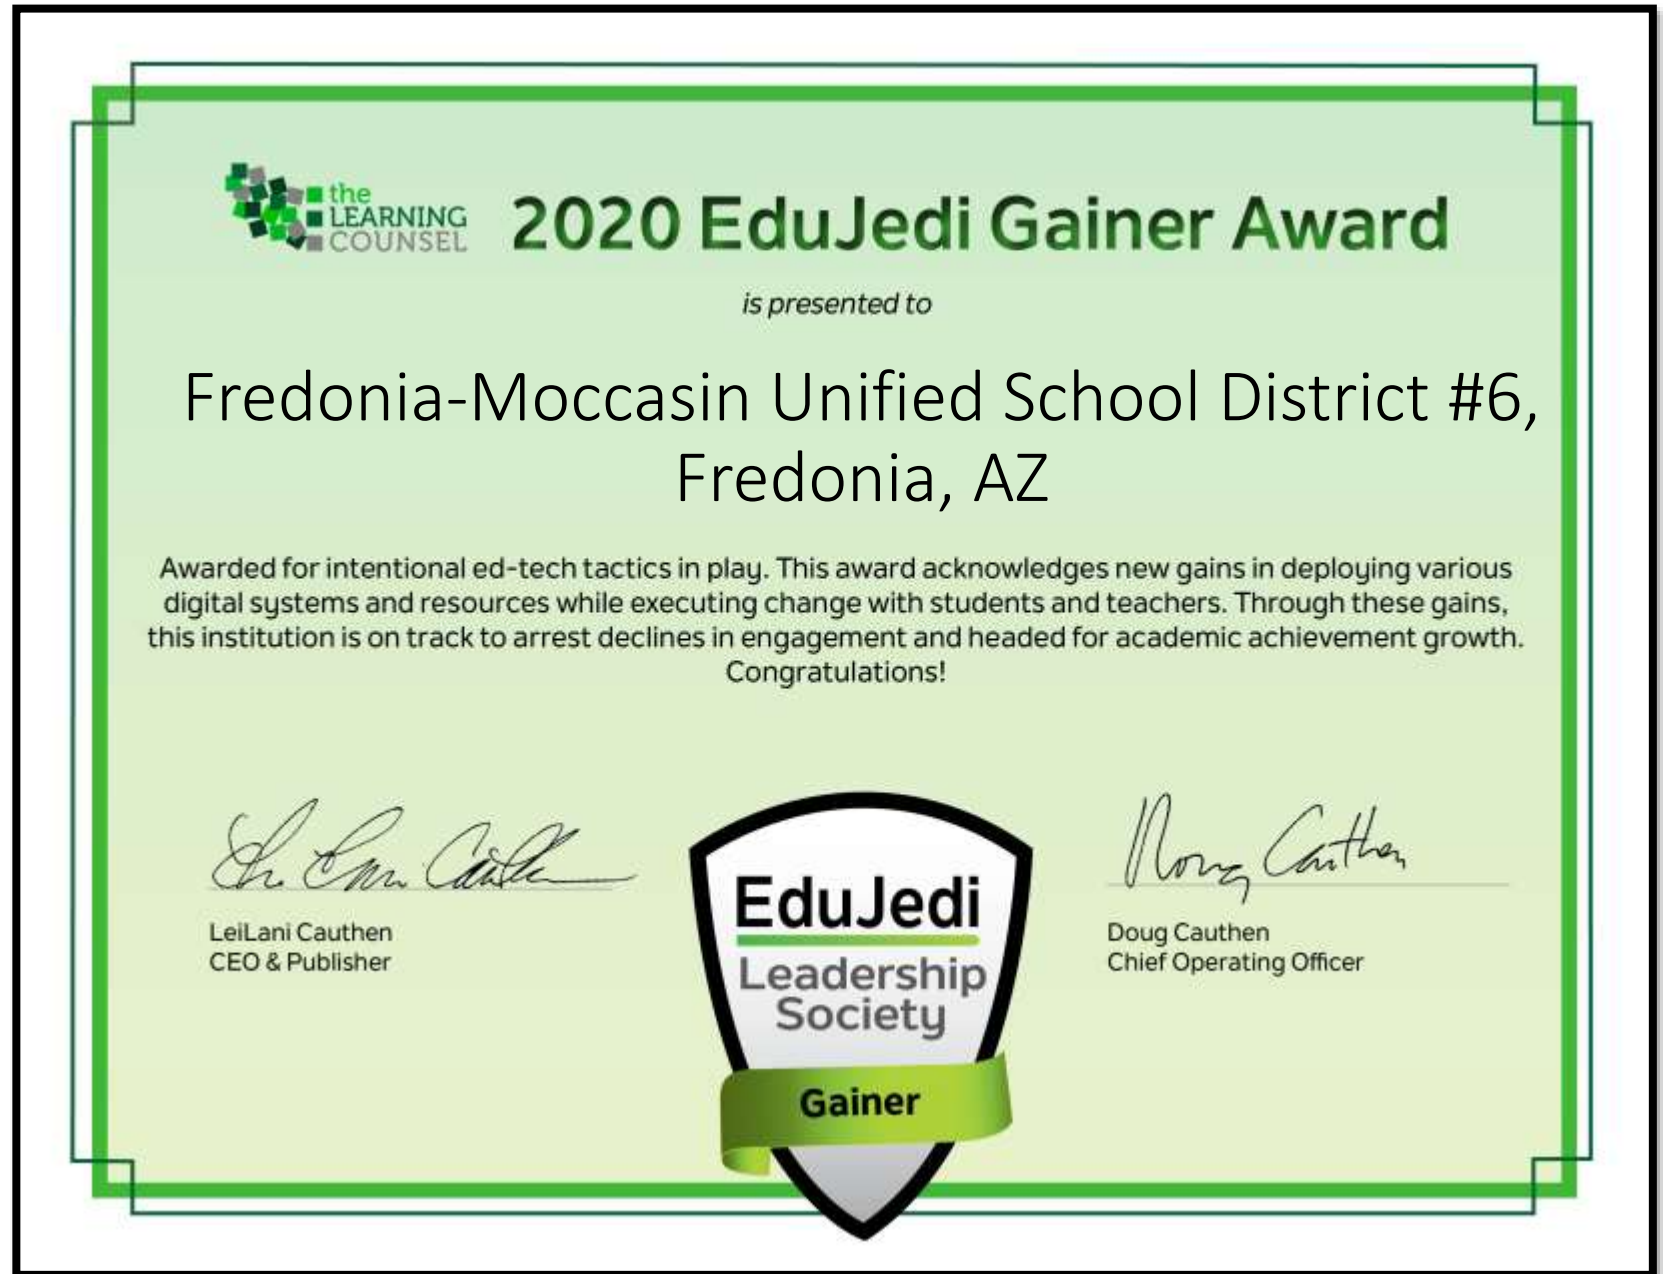 the
LEARNING
COUNSEL
2020 EduJedi Gainer Award
is presented to
Fredonia-Moccasin Unified School District #6,
Fredonia, AZ
Awarded for intentional ed-tech tactics in play. This award acknowledges new gains in deploying various
digital systems and resources while executing change with students and teachers. Through these gains,
this institution is on track to arrest declines in engagement and headed for academic achievement growth.
Congratulations!
LeiLani Cauthen
CEO & Publisher
EduJedi
Leadership
Society
Gainer
Doug Cauthen
Doug Cauthen
Chief Operating Officer